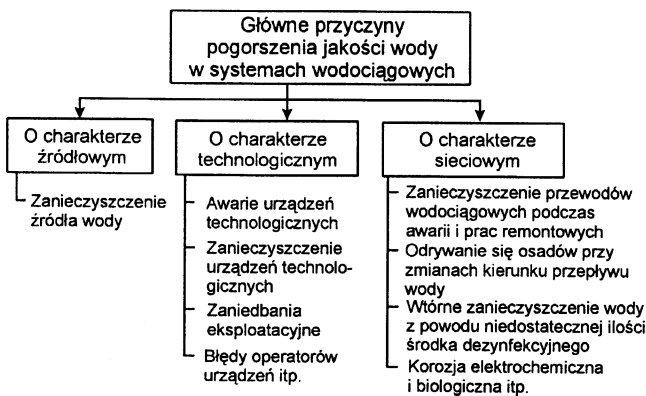 Główne przyczyny
pogorszenia jakości wody
w systemach wodociągowych
O charakterze
źródłowym
Zanieczyszczenie
źródła wody
O charakterze
technologicznym
Awarie urządzeń
technologicznych
Zanieczyszczenie
urządzeń technolo-
gicznych
Zaniedbania
eksploatacyjne
Błędy operatorów
urządzeń itp.
O charakterze
sieciowym
Zanieczyszczenie przewodów
wodociągowych podczas
awarii i prac remontowych
Odrywanie się osadów przy
zmianach kierunku przepływu
wody
Wtórne zanieczyszczenie wody
z powodu niedostatecznej ilości
środka dezynfekcyjnego
Korozja elektrochemiczna
i biologiczna itp.